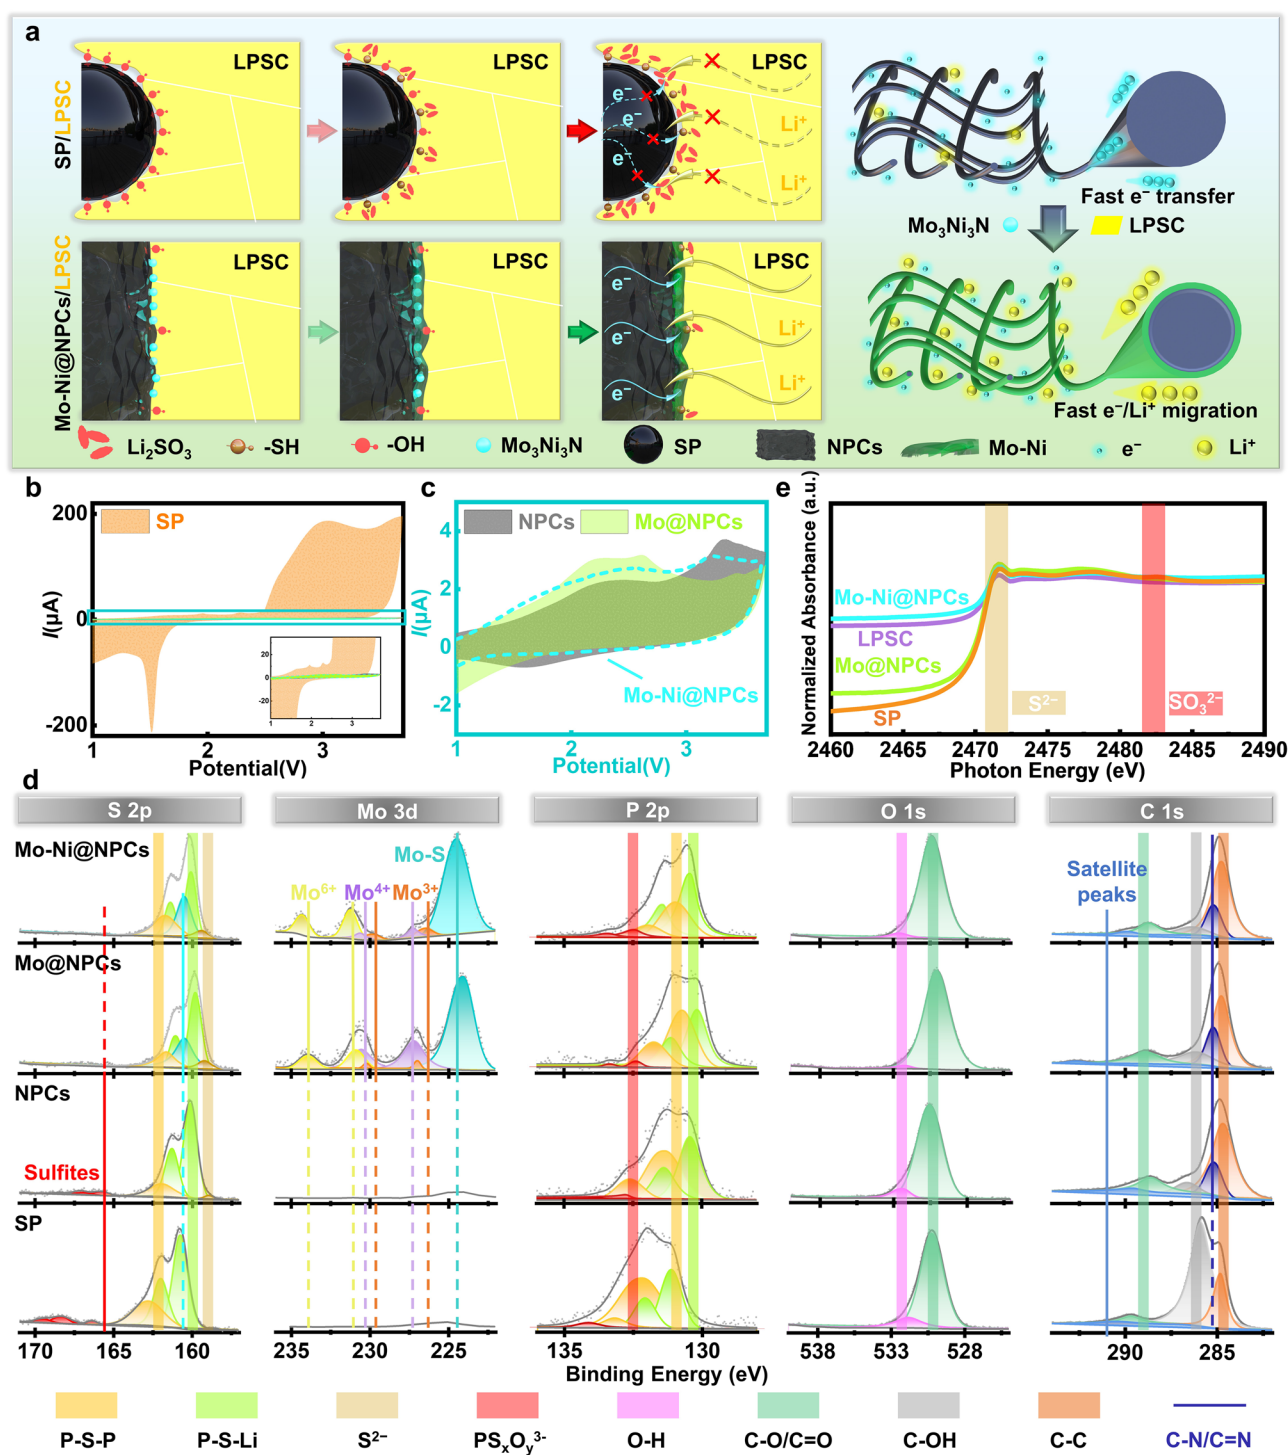 a
SP/LPSC
LPSC
LPSC
LPSC
e⁻
e⁻
e⁻
Li⁺
Li⁺
Fast e⁻ transfer
Mo₃Ni₃N
LPSC
Mo-Ni@NPCs/LPSC
LPSC
LPSC
LPSC
e⁻
e⁻
e⁻
Li⁺
Li⁺
Fast e⁻/Li⁺ migration
Li₂SO₃
-SH
-OH
Mo₃Ni₃N
SP
NPCs
Mo-Ni
e⁻
Li⁺
b
200
0
-200
I(μA)
SP
20
0
-20
1
2
3
1
2
3
Potential(V)
c
4
2
0
-2
I(μA)
NPCs
Mo@NPCs
Mo-Ni@NPCs
1
2
3
Potential(V)
e
Normalized Absorbance (a.u.)
Mo-Ni@NPCs
LPSC
Mo@NPCs
SP
S²⁻
SO₃²⁻
2460
2465
2470
2475
2480
2485
2490
Photon Energy (eV)
d
S 2p
Mo 3d
P 2p
O 1s
C 1s
Mo-Ni@NPCs
Mo-S
Mo⁶⁺
Mo⁴⁺
Mo³⁺
Satellite
peaks
Mo@NPCs
NPCs
Sulfites
SP
170
165
160
235
230
225
135
130
538
533
528
290
285
Binding Energy (eV)
P-S-P
P-S-Li
S²⁻
PSₓOᵧ³⁻
O-H
C-O/C=O
C-OH
C-C
C-N/C=N